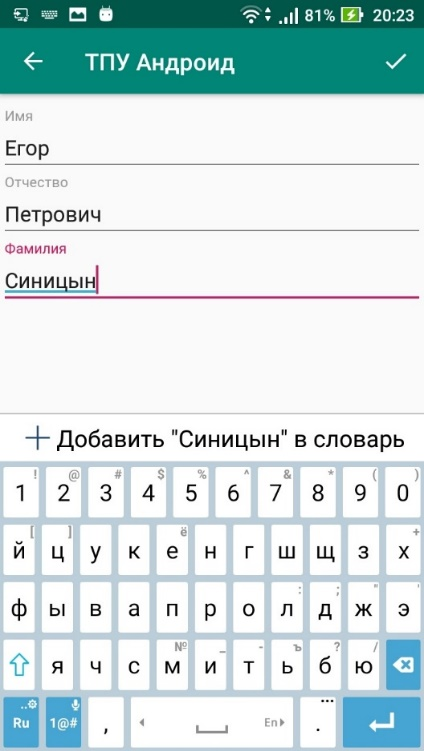 81% 20:23
ТПУ Андроид
Имя
Егор
Отчество
Петрович
Фамилия
Синицын
Добавить "Синицын" в словарь
! @ # $ % ^ & * ( )
1 2 3 4 5 6 7 8 9 0
[ ] ё +
й ц у к е н г ш щ з х
: ; "
ф ы в а п р о л д ж э
№ _ - ъ ? /
я ч с м и т ь б ю
Ru 1@# , En .